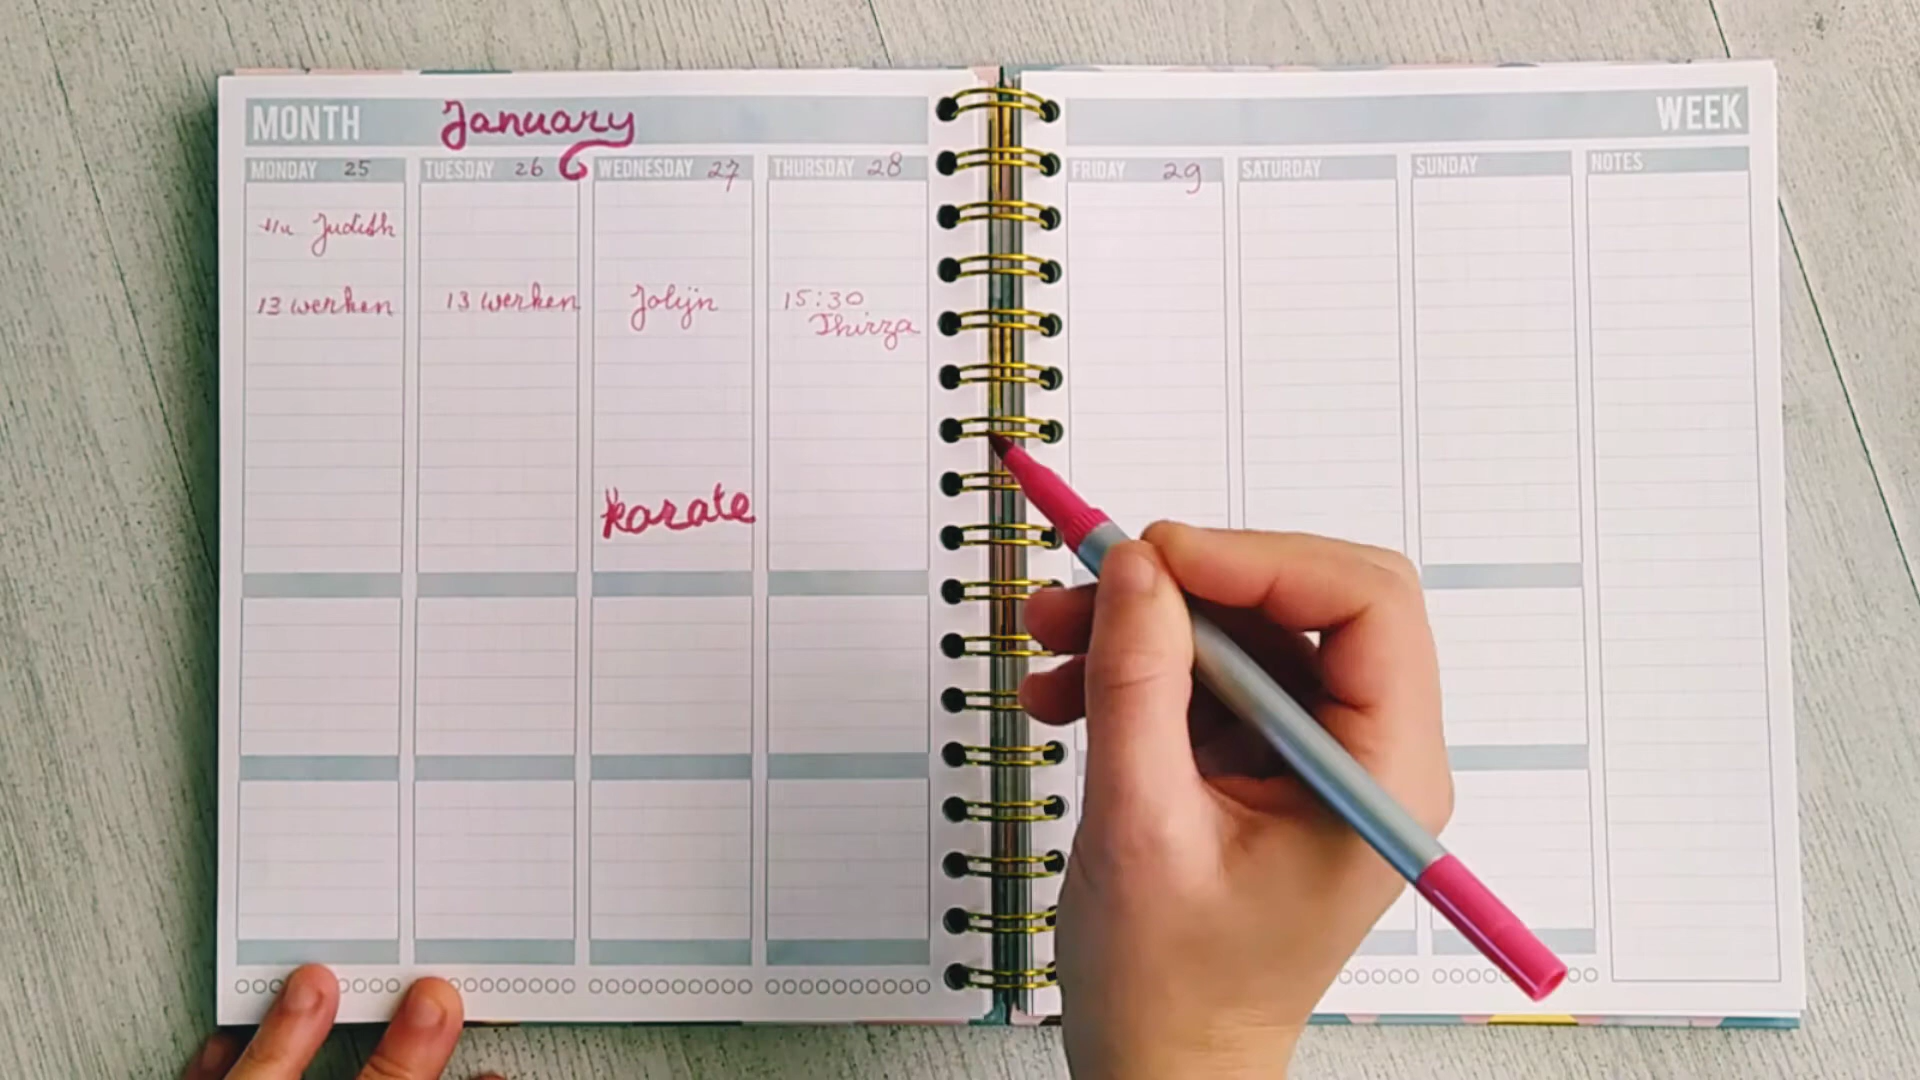 MONTH January
WEEK
MONDAY 25
TUESDAY 26
WEDNESDAY 27
THURSDAY 28
FRIDAY 29
SATURDAY
SUNDAY
NOTES
Judith
13 werken
13 werken
Jolijn
15:30
Thirza
karate